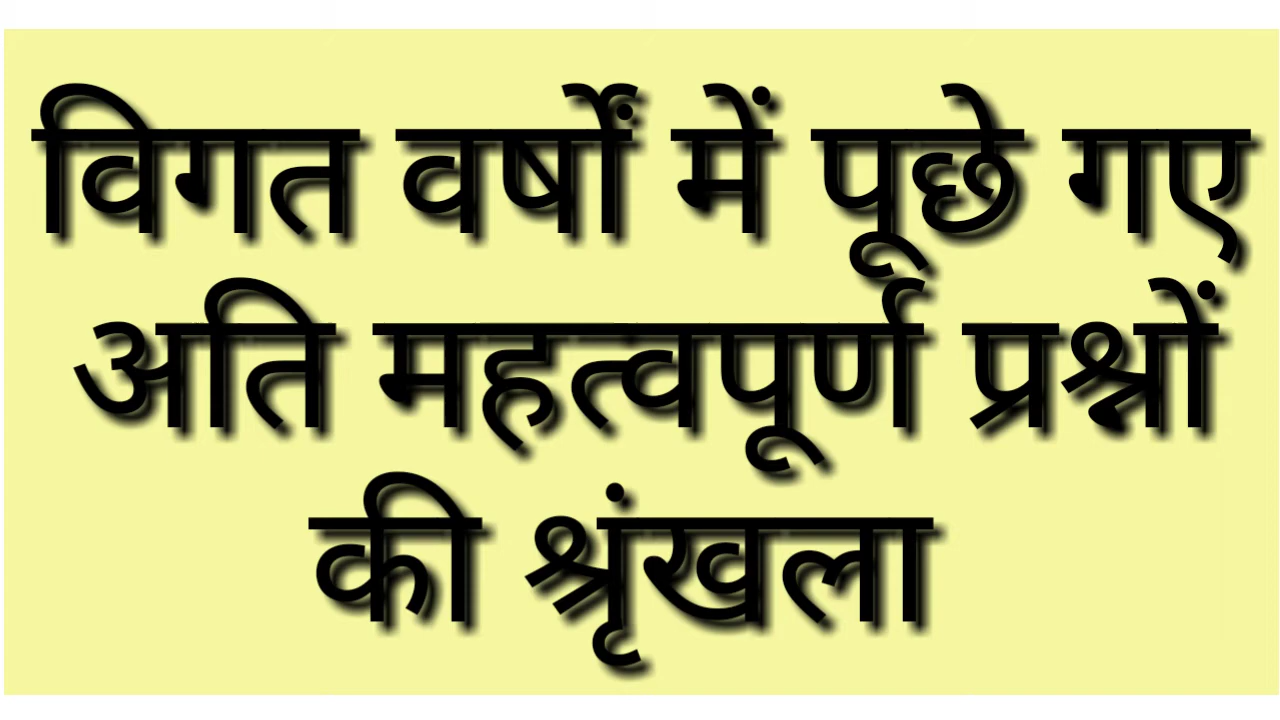 विगत वर्षों में पूछे गए
अति महत्वपूर्ण प्रश्नों
की श्रृंखला